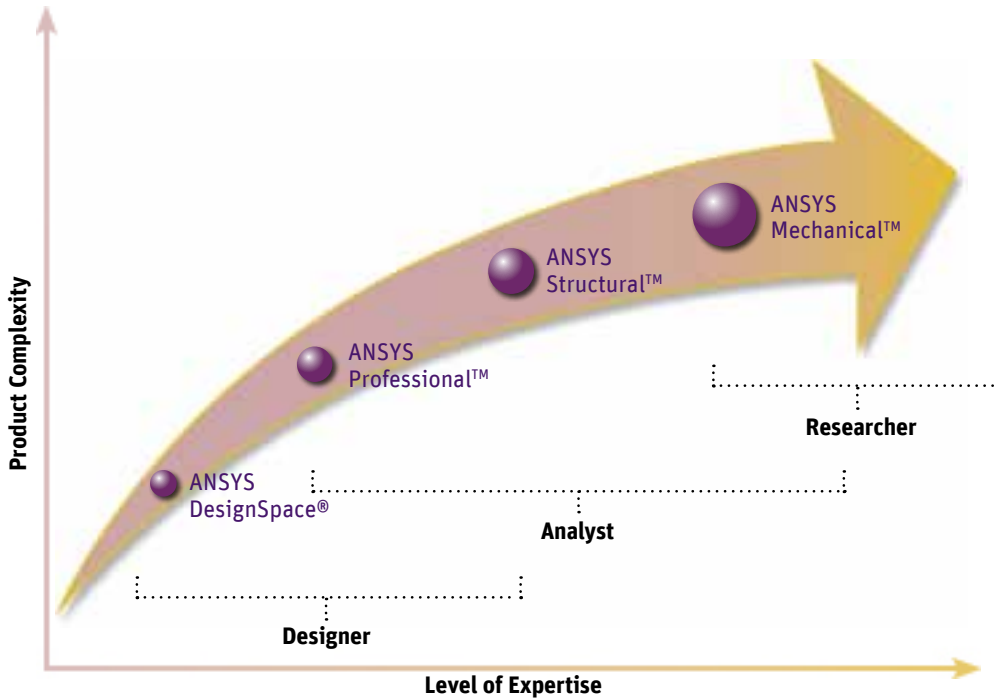 Product Complexity
ANSYS
Mechanical™
ANSYS
Structural™
ANSYS
Professional™
ANSYS
DesignSpace®
Researcher
Analyst
Designer
Level of Expertise